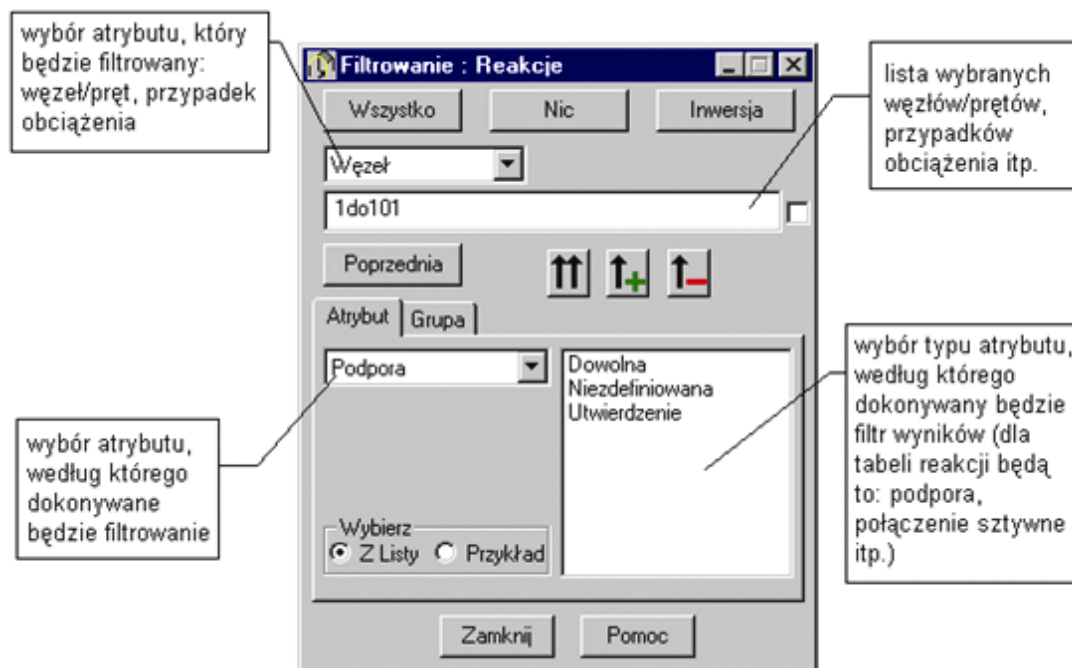 wybór atrybutu, który
będzie filtrowany:
węzeł/pręt, przypadek
obciążenia
Filtrowanie : Reakcje
Wszystko
Nic
Inwersja
Węzeł
1do101
lista wybranych
węzłów/prętów,
przypadków
obciążenia itp.
Poprzednia
Atrybut
Grupa
Podpora
Dowolna
Niezdefiniowana
Utwierdzenie
wybór atrybutu,
według którego
dokonywane
będzie filtrowanie
Wybierz
Z Listy
Przykład
wybór typu atrybutu,
według którego
dokonywany będzie
filtr wyników (dla
tabeli reakcji będą
to: podpora,
połączenie sztywne
itp.)
Zamknij
Pomoc